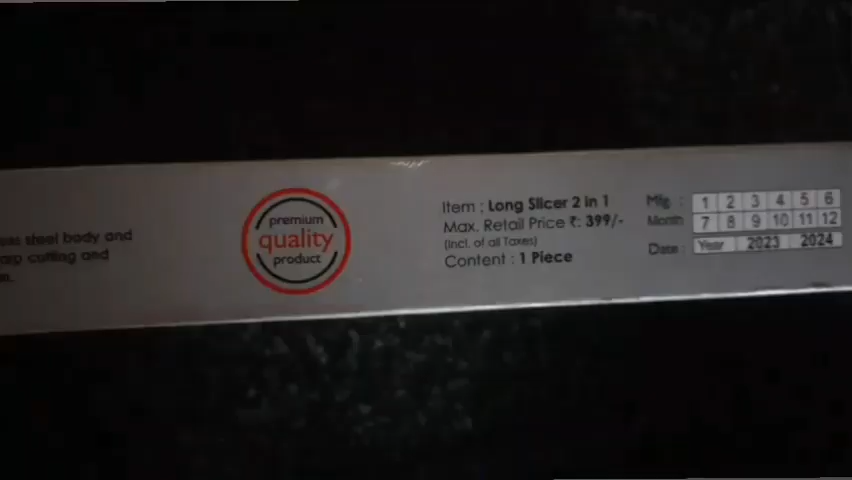 steel body and
cutting and
premium
quality
product
Item : Long Slicer 2 in 1
Max. Retail Price ₹: 399/-
(Incl. of all Taxes)
Content : 1 Piece
Mfg. : 1 2 3 4 5 6
Month 7 8 9 10 11 12
Date : Year 2023 2024